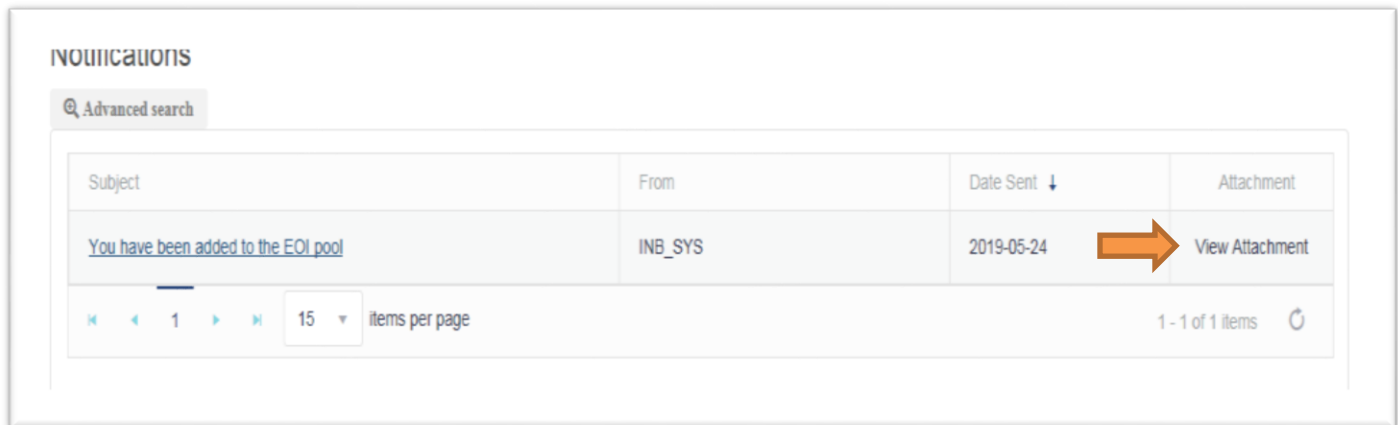 Notifications
Advanced search
Subject From Date Sent ↓ Attachment
You have been added to the EOI pool INB_SYS 2019-05-24 View Attachment
1 15 items per page 1 - 1 of 1 items